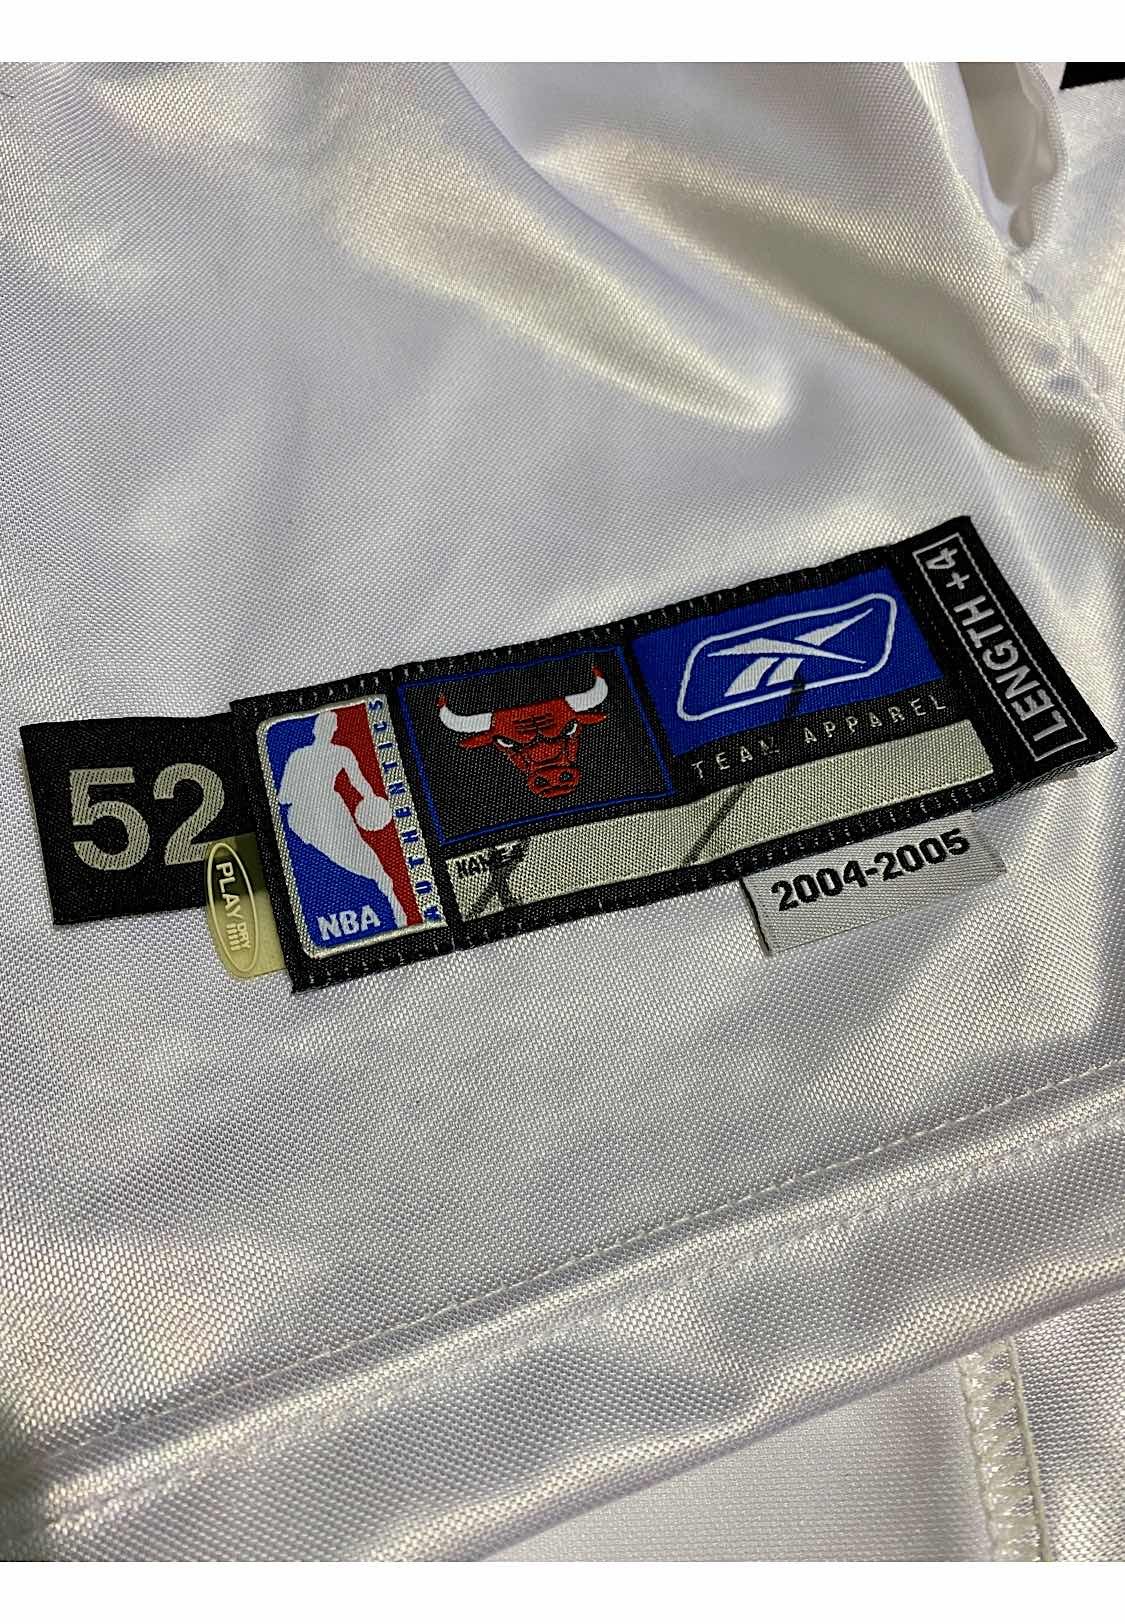 52
PLAY DRY
NBA
AUTHENTICS
TEAM APPAREL
LENGTH +4
NAME
2004-2005